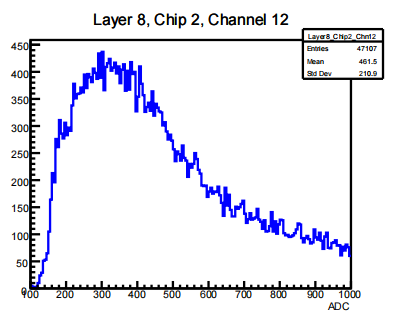 Layer 8, Chip 2, Channel 12
Layer8_Chip2_Chn12
Entries 47107
Mean 461.5
Std Dev 210.9
450
400
350
300
250
200
150
100
50
0
100 200 300 400 500 600 700 800 900 1000
ADC